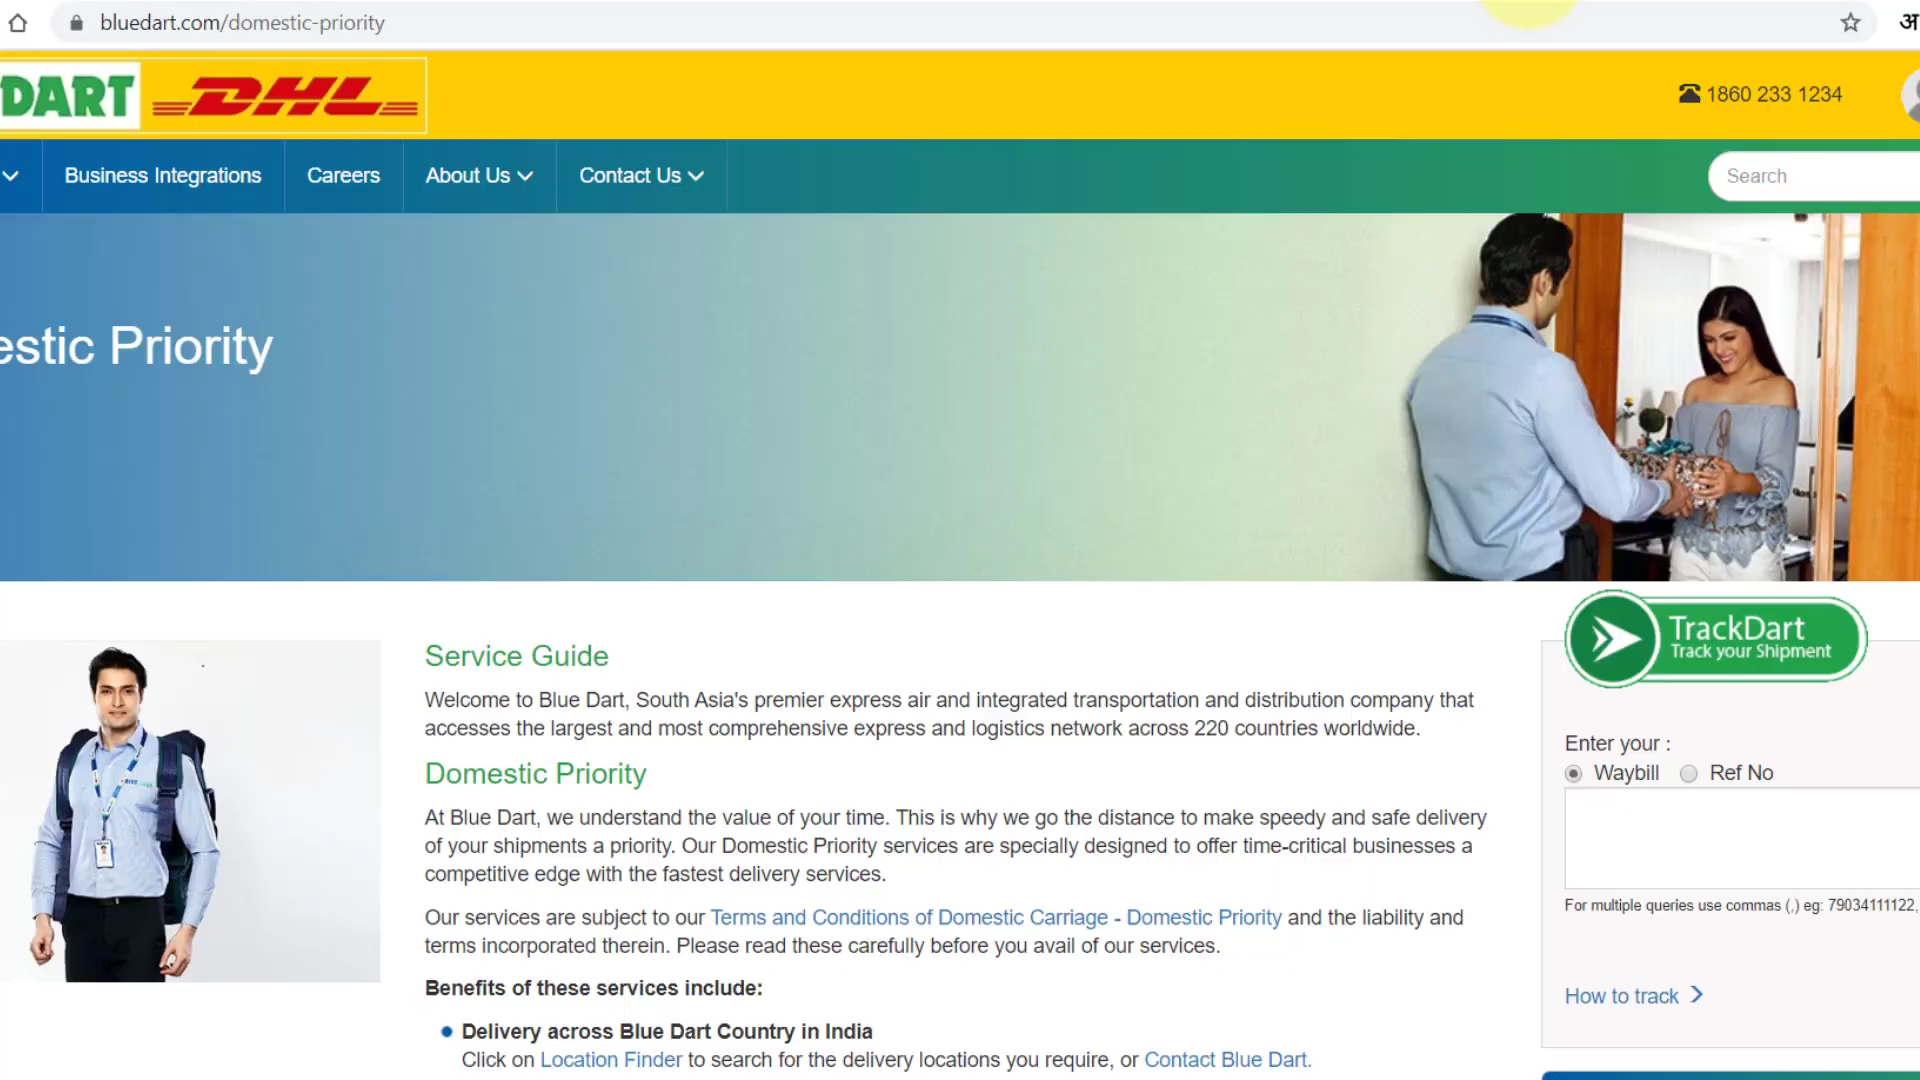 bluedart.com/domestic-priority
अ
DART DHL
1860 233 1234
Business Integrations Careers About Us Contact Us
Search
estic Priority
TrackDart
Track your Shipment
Service Guide
Welcome to Blue Dart, South Asia's premier express air and integrated transportation and distribution company that
accesses the largest and most comprehensive express and logistics network across 220 countries worldwide.
Domestic Priority
At Blue Dart, we understand the value of your time. This is why we go the distance to make speedy and safe delivery
of your shipments a priority. Our Domestic Priority services are specially designed to offer time-critical businesses a
competitive edge with the fastest delivery services.
Our services are subject to our Terms and Conditions of Domestic Carriage - Domestic Priority and the liability and
terms incorporated therein. Please read these carefully before you avail of our services.
Benefits of these services include:
Delivery across Blue Dart Country in India
Click on Location Finder to search for the delivery locations you require, or Contact Blue Dart.
Enter your :
Waybill Ref No
For multiple queries use commas (,) eg: 79034111122,
How to track